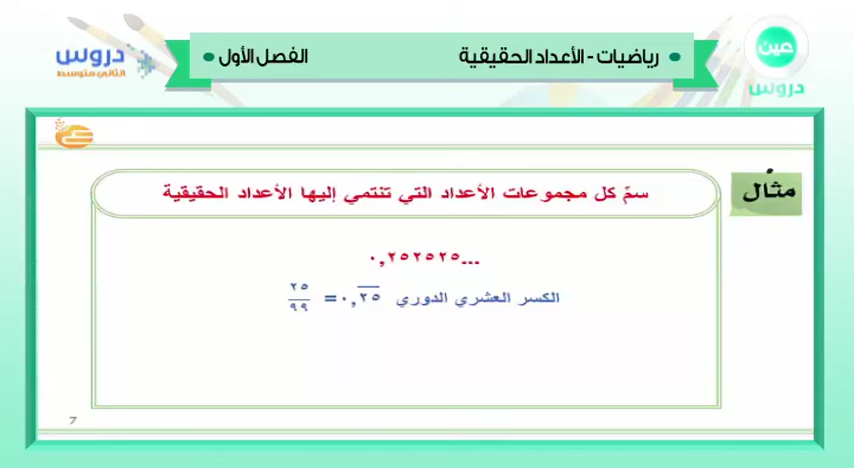 عين
دروس
رياضيات - الأعداد الحقيقية
الفصل الأول
دروس
الثاني متوسط
مثال
سمّ كل مجموعات الأعداد التي تنتمي إليها الأعداد الحقيقية
٠,٢٥٢٥٢٥...
الكسر العشري الدوري ٠,٢٥ = ٢٥/٩٩
7